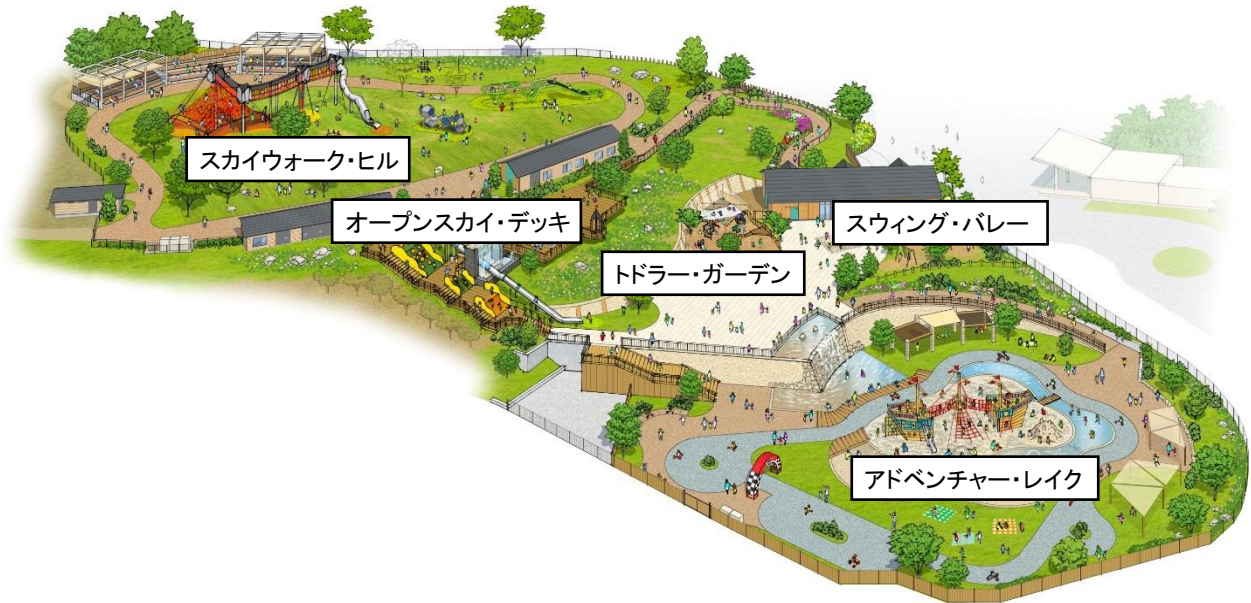 スカイウォーク・ヒル
オープンスカイ・デッキ
スウィング・バレー
トドラー・ガーデン
アドベンチャー・レイク